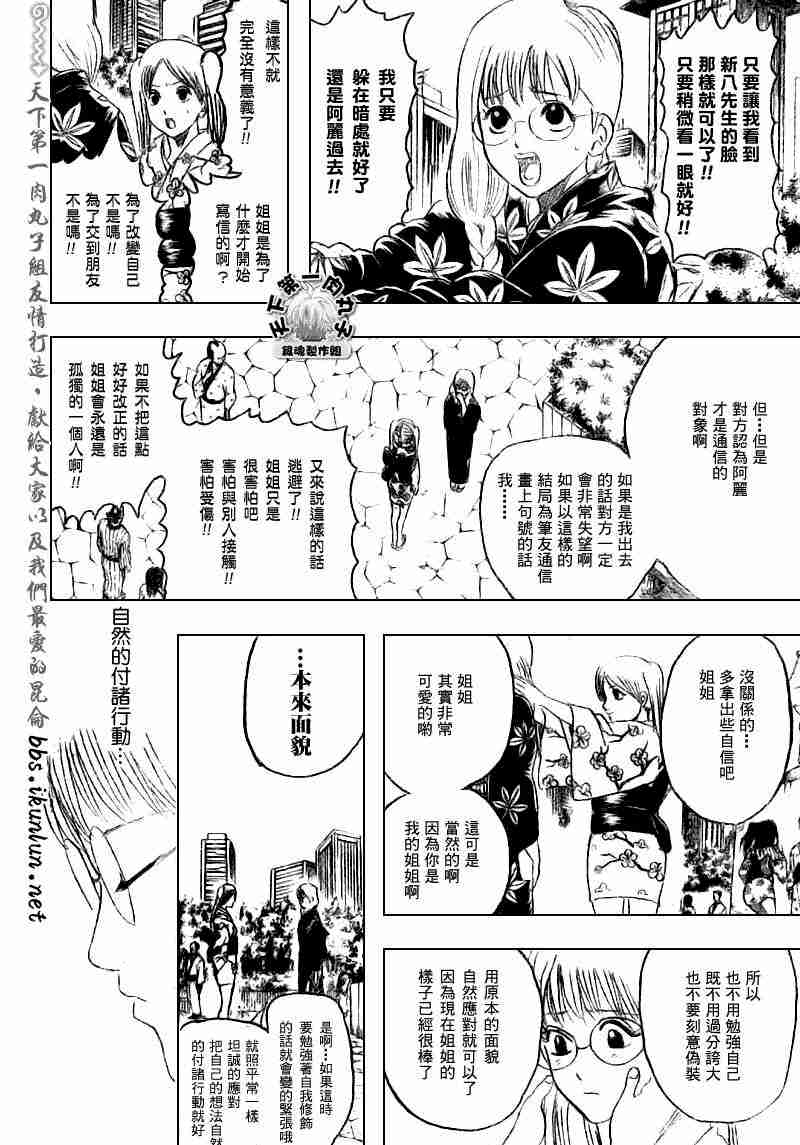 只要讓我看到
新八先生的臉
那樣就可以了!!
只要稍微看一眼就好!!
我只要
躲在暗處就好了
還是阿麗過去!!
這樣不就
完全沒有意義了!!
姐姐是為了
什麼才開始
寫信的啊?
為了改變自己
不是嗎!!
為了交到朋友
不是嗎!!
但…但是
對方認為阿麗
才是通信的
對象啊
如果是我出去
的話對方一定
會非常失望啊
如果以這樣的
結局為筆友通信
畫上句號的話
我……
又來說這樣的話
逃避了!!
姐姐只是
很害怕吧
害怕與別人接觸
害怕受傷!!
如果不把這點
好好改正的話
姐姐會永遠是
孤獨的一個人啊!!
沒關係的…
多拿出些自信吧
姐姐
姐姐
其實非常
可愛的喲
這可是
當然的啊
因為你是
我的姐姐啊
所以
也不用勉強自己
既不用過分誇大
也不要刻意偽裝
用原本的面貌
自然應對就可以了
因為現在姐姐的
樣子已經很棒了
…本來面貌
是啊…如果這時
要勉強著自我修飾
的話就會變的緊張哦
就照平常一樣
坦誠的應對
把自己的想法自然
的付諸行動就好
自然的付諸行動…
天下第一肉丸子
銀魂製作組
天下第一肉丸子組友情打造，獻給大家以及我們最愛的昆侖 bbs.ikunlun.net